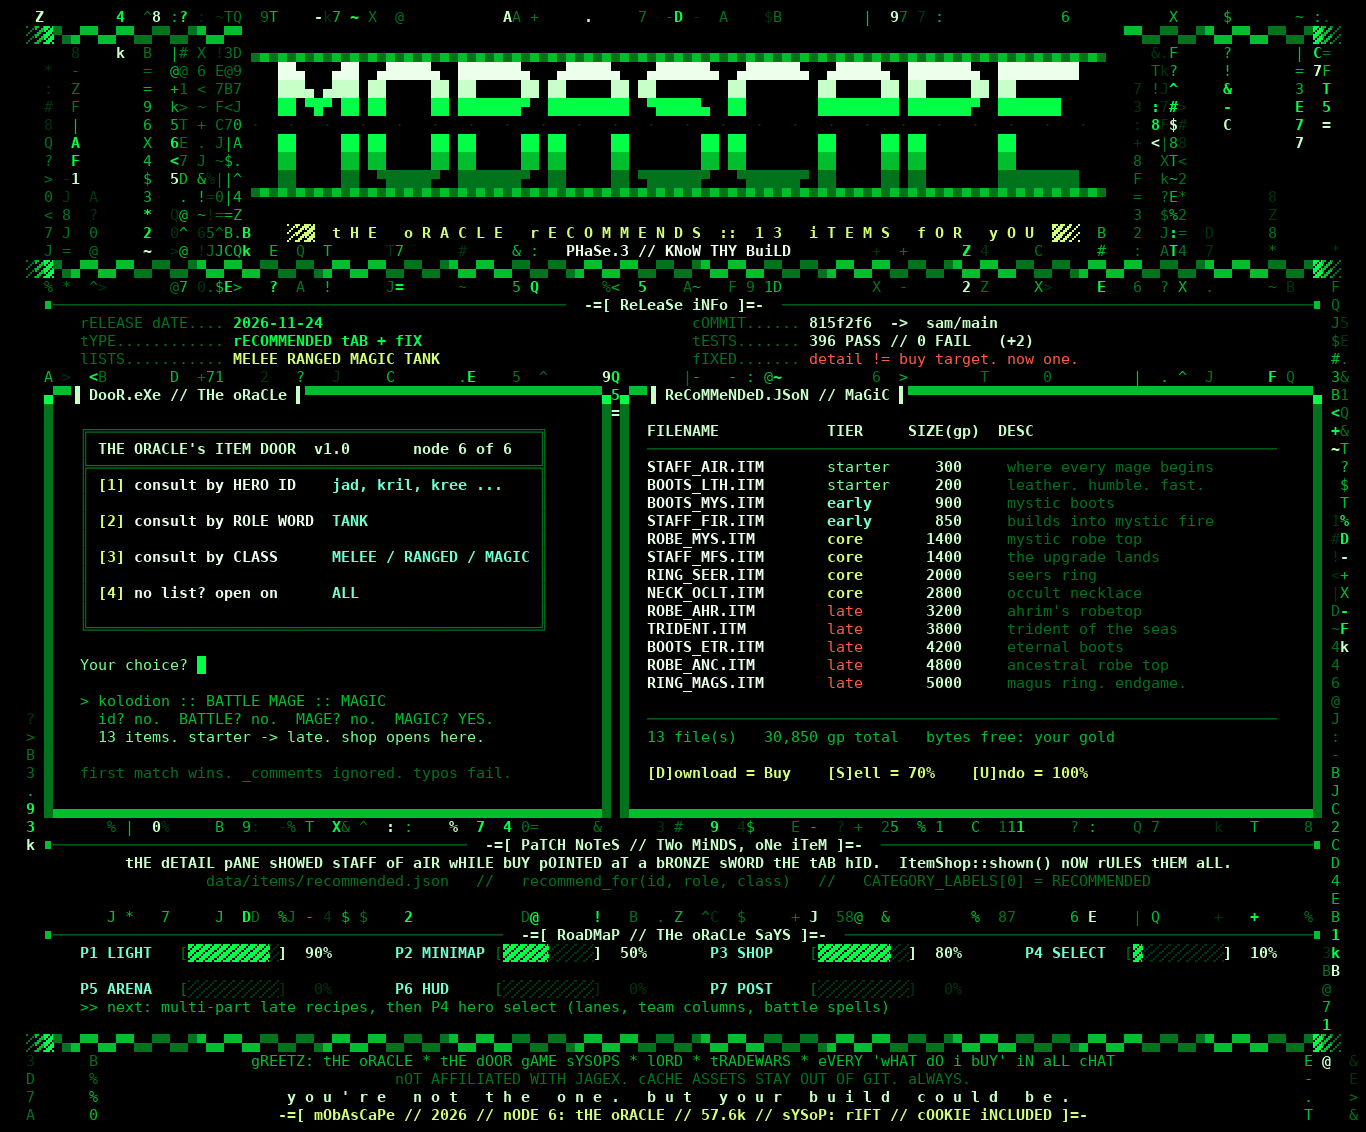 MOBASCAPE
tHE oRACLE rECOMMENDS :: 13 iTEMS fOR yOU
PHaSe.3 // KNoW THY BuiLD
-=[ ReLeaSe iNFo ]=-
rELEASE dATE.... 2026-11-24
cOMMIT...... 815f2f6 -> sam/main
tYPE............ rECOMMENDED tAB + fIX
tESTS....... 396 PASS // 0 FAIL (+2)
lISTS........... MELEE RANGED MAGIC TANK
fIXED....... detail != buy target. now one.
DooR.eXe // THe oRaCLe
THE ORACLE's ITEM DOOR v1.0 node 6 of 6
[1] consult by HERO ID jad, kril, kree ...
[2] consult by ROLE WORD TANK
[3] consult by CLASS MELEE / RANGED / MAGIC
[4] no list? open on ALL
Your choice?
> kolodion :: BATTLE MAGE :: MAGIC
id? no. BATTLE? no. MAGE? no. MAGIC? YES.
13 items. starter -> late. shop opens here.
first match wins. _comments ignored. typos fail.
ReCoMMeNDeD.JSoN // MaGiC
FILENAME TIER SIZE(gp) DESC
STAFF_AIR.ITM starter 300 where every mage begins
BOOTS_LTH.ITM starter 200 leather. humble. fast.
BOOTS_MYS.ITM early 900 mystic boots
STAFF_FIR.ITM early 850 builds into mystic fire
ROBE_MYS.ITM core 1400 mystic robe top
STAFF_MFS.ITM core 1400 the upgrade lands
RING_SEER.ITM core 2000 seers ring
NECK_OCLT.ITM core 2800 occult necklace
ROBE_AHR.ITM late 3200 ahrim's robetop
TRIDENT.ITM late 3800 trident of the seas
BOOTS_ETR.ITM late 4200 eternal boots
ROBE_ANC.ITM late 4800 ancestral robe top
RING_MAGS.ITM late 5000 magus ring. endgame.
13 file(s) 30,850 gp total bytes free: your gold
[D]ownload = Buy [S]ell = 70% [U]ndo = 100%
-=[ PaTCH NoTeS // TWo MiNDS, oNe iTeM ]=-
tHE dETAIL pANE sHOWED sTAFF oF aIR wHILE bUY pOINTED aT a bRONZE sWORD tHE tAB hID. ItemShop::shown() nOW rULES tHEM aLL.
data/items/recommended.json // recommend_for(id, role, class) // CATEGORY_LABELS[0] = RECOMMENDED
-=[ RoaDMaP // THe oRaCLe SaYS ]=-
P1 LIGHT [ ] 90% P2 MINIMAP [ ] 50% P3 SHOP [ ] 80% P4 SELECT [ ] 10%
P5 ARENA [ ] 0% P6 HUD [ ] 0% P7 POST [ ] 0%
>> next: multi-part late recipes, then P4 hero select (lanes, team columns, battle spells)
gREETZ: tHE oRACLE * tHE dOOR gAME sYSOPS * lORD * tRADEWARS * eVERY 'wHAT dO i bUY' iN aLL cHAT
nOT AFFILIATED WITH JAGEX. cACHE ASSETS STAY OUT OF GIT. aLWAYS.
you're not the one. but your build could be.
-=[ mObAsCaPe // 2026 // nODE 6: tHE oRACLE // 57.6k // sYSoP: rIFT // cOOKIE iNCLUDED ]=-